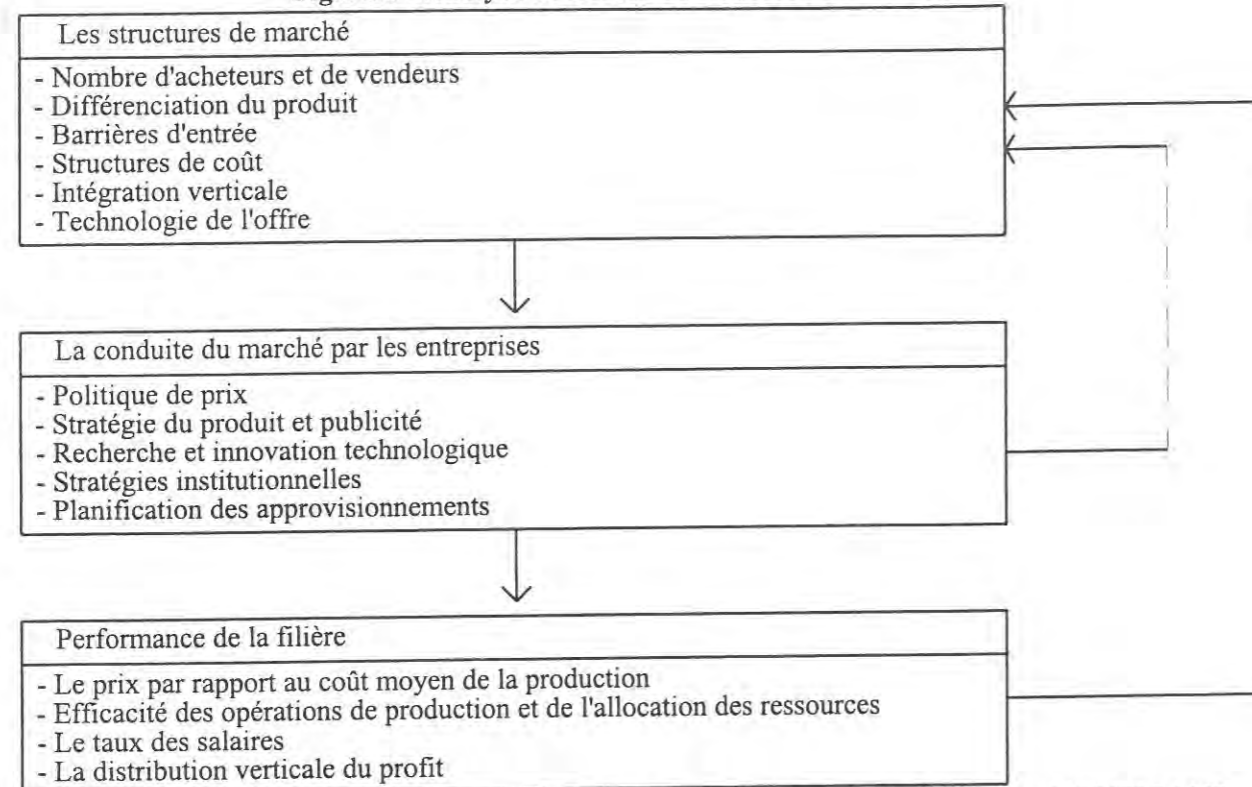 Les structures de marché
- Nombre d'acheteurs et de vendeurs
- Différenciation du produit
- Barrières d'entrée
- Structures de coût
- Intégration verticale
- Technologie de l'offre
La conduite du marché par les entreprises
- Politique de prix
- Stratégie du produit et publicité
- Recherche et innovation technologique
- Stratégies institutionnelles
- Planification des approvisionnements
Performance de la filière
- Le prix par rapport au coût moyen de la production
- Efficacité des opérations de production et de l'allocation des ressources
- Le taux des salaires
- La distribution verticale du profit